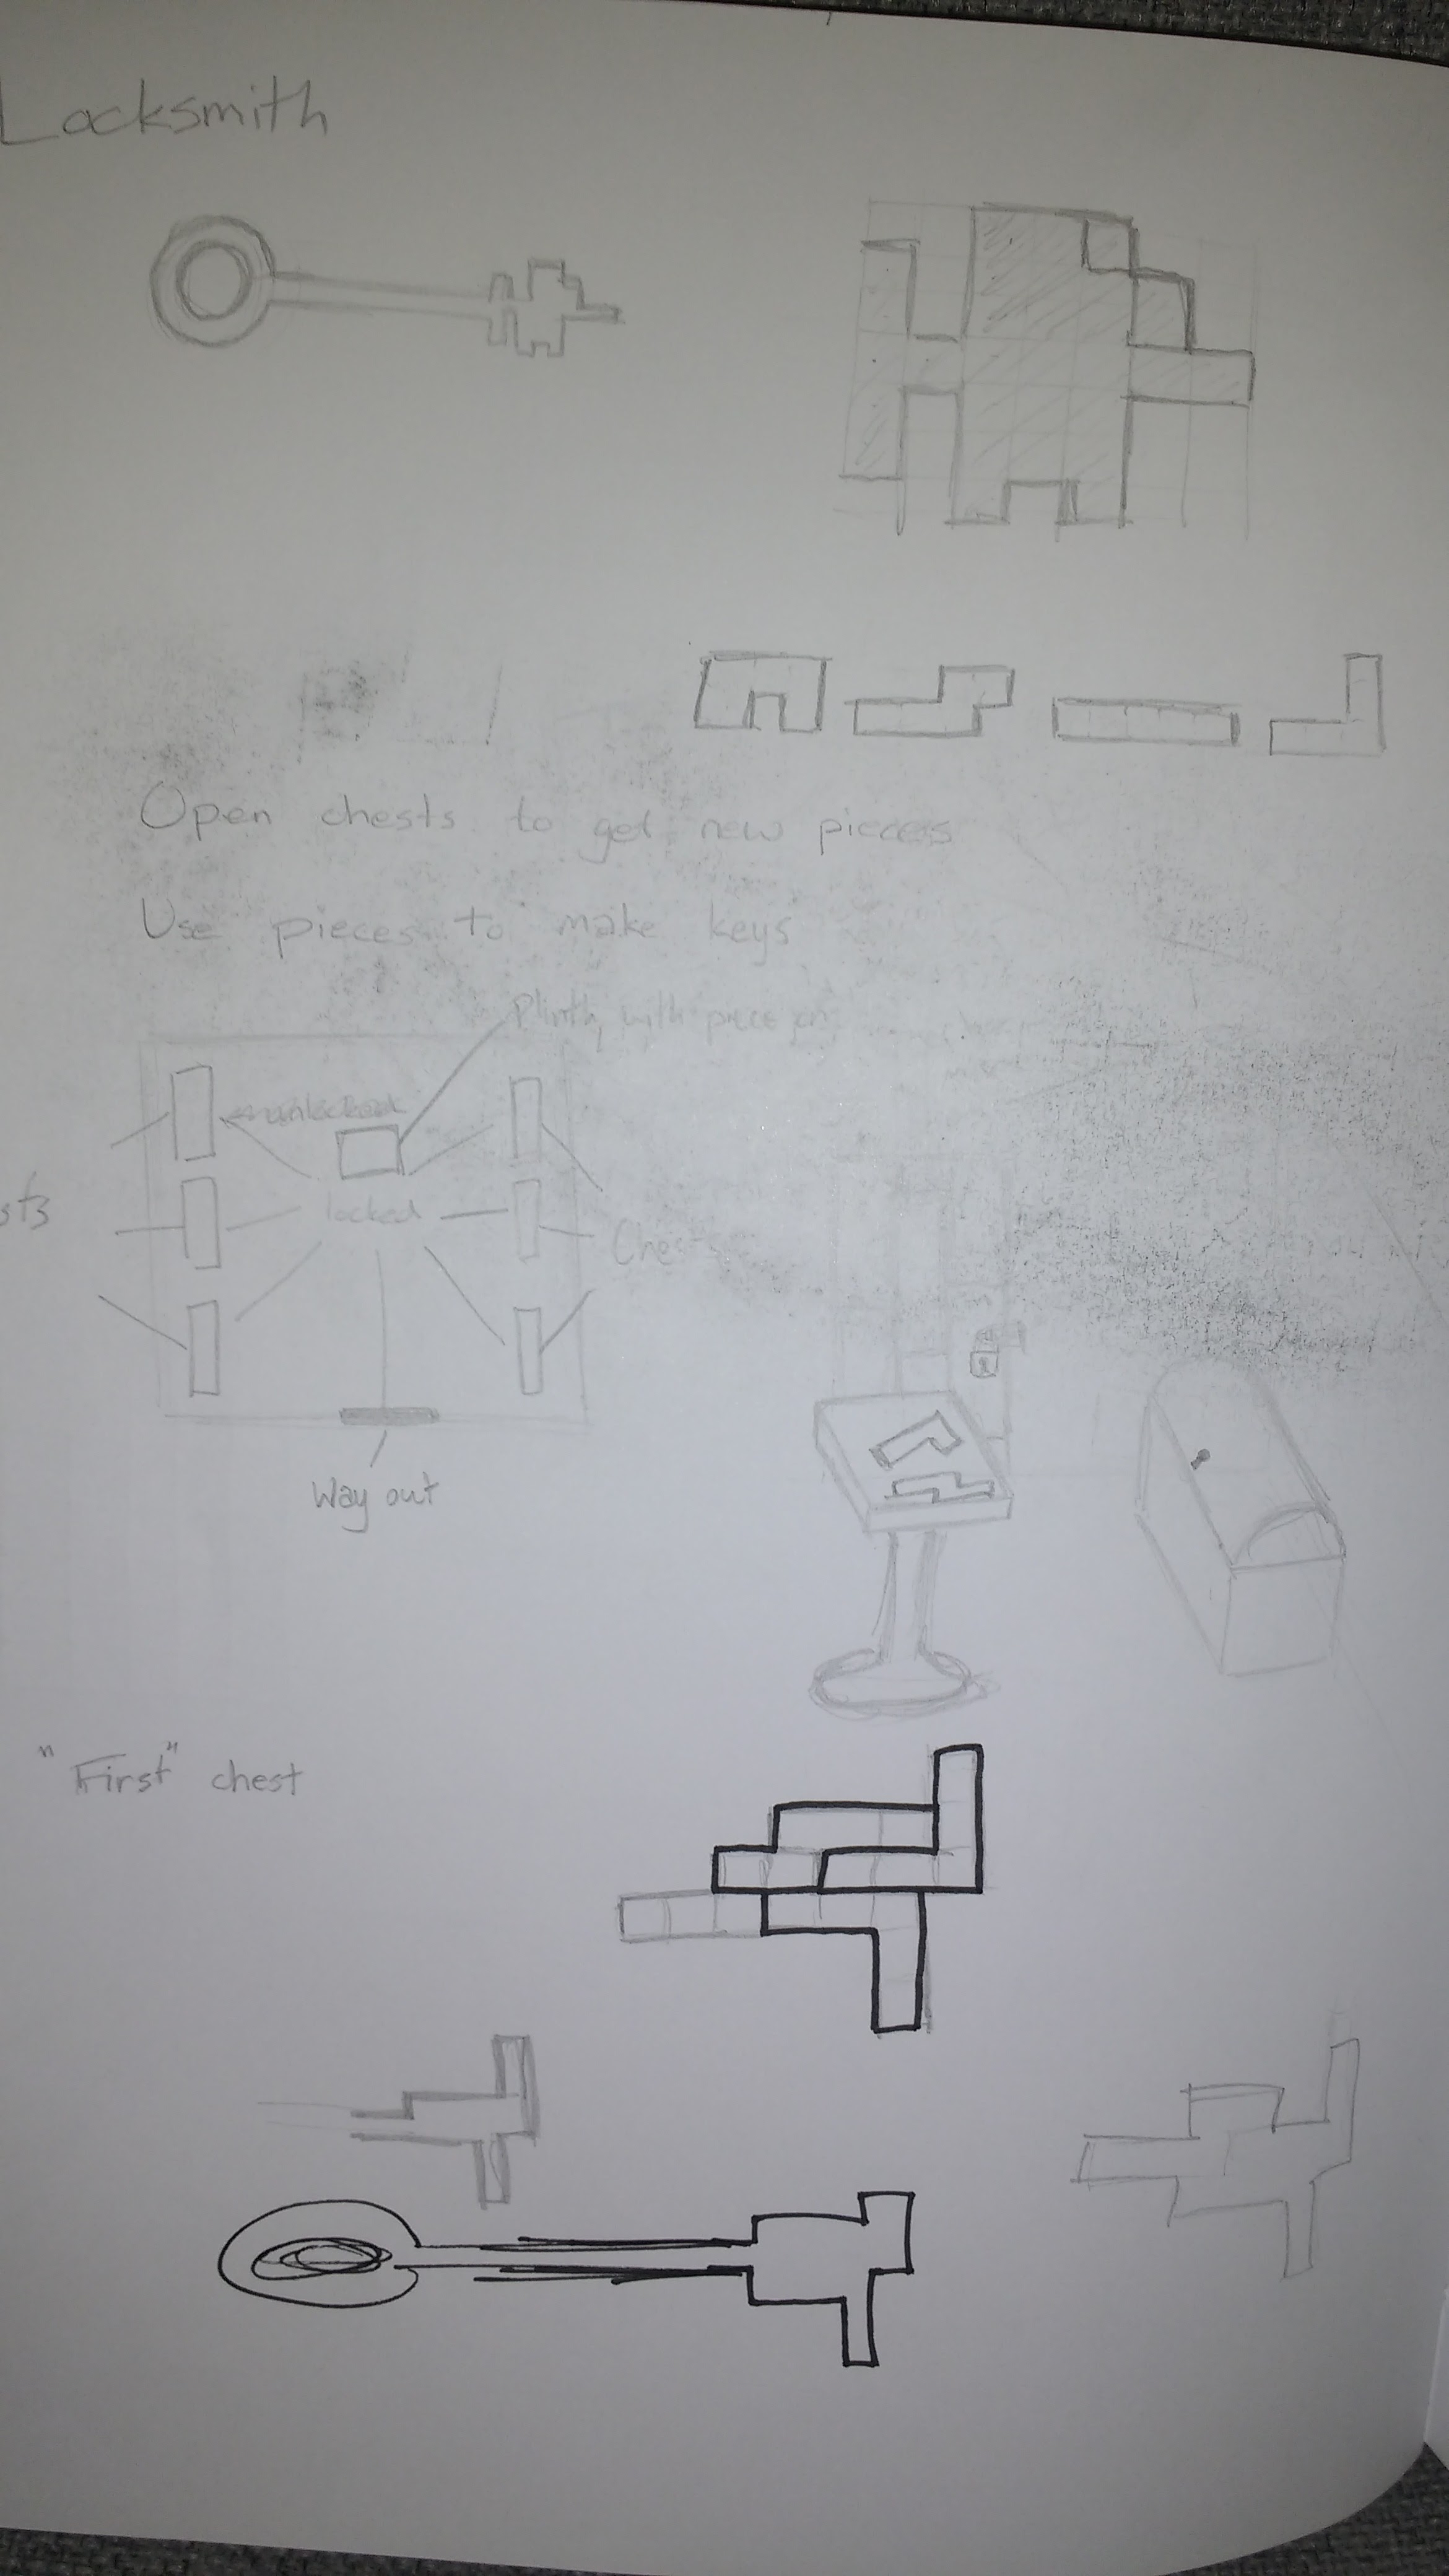 Locksmith
Open chests to get new pieces
Use pieces to make keys
Plinth with piece on
unlocked
locked
sts
Chests
Way out
"First" chest